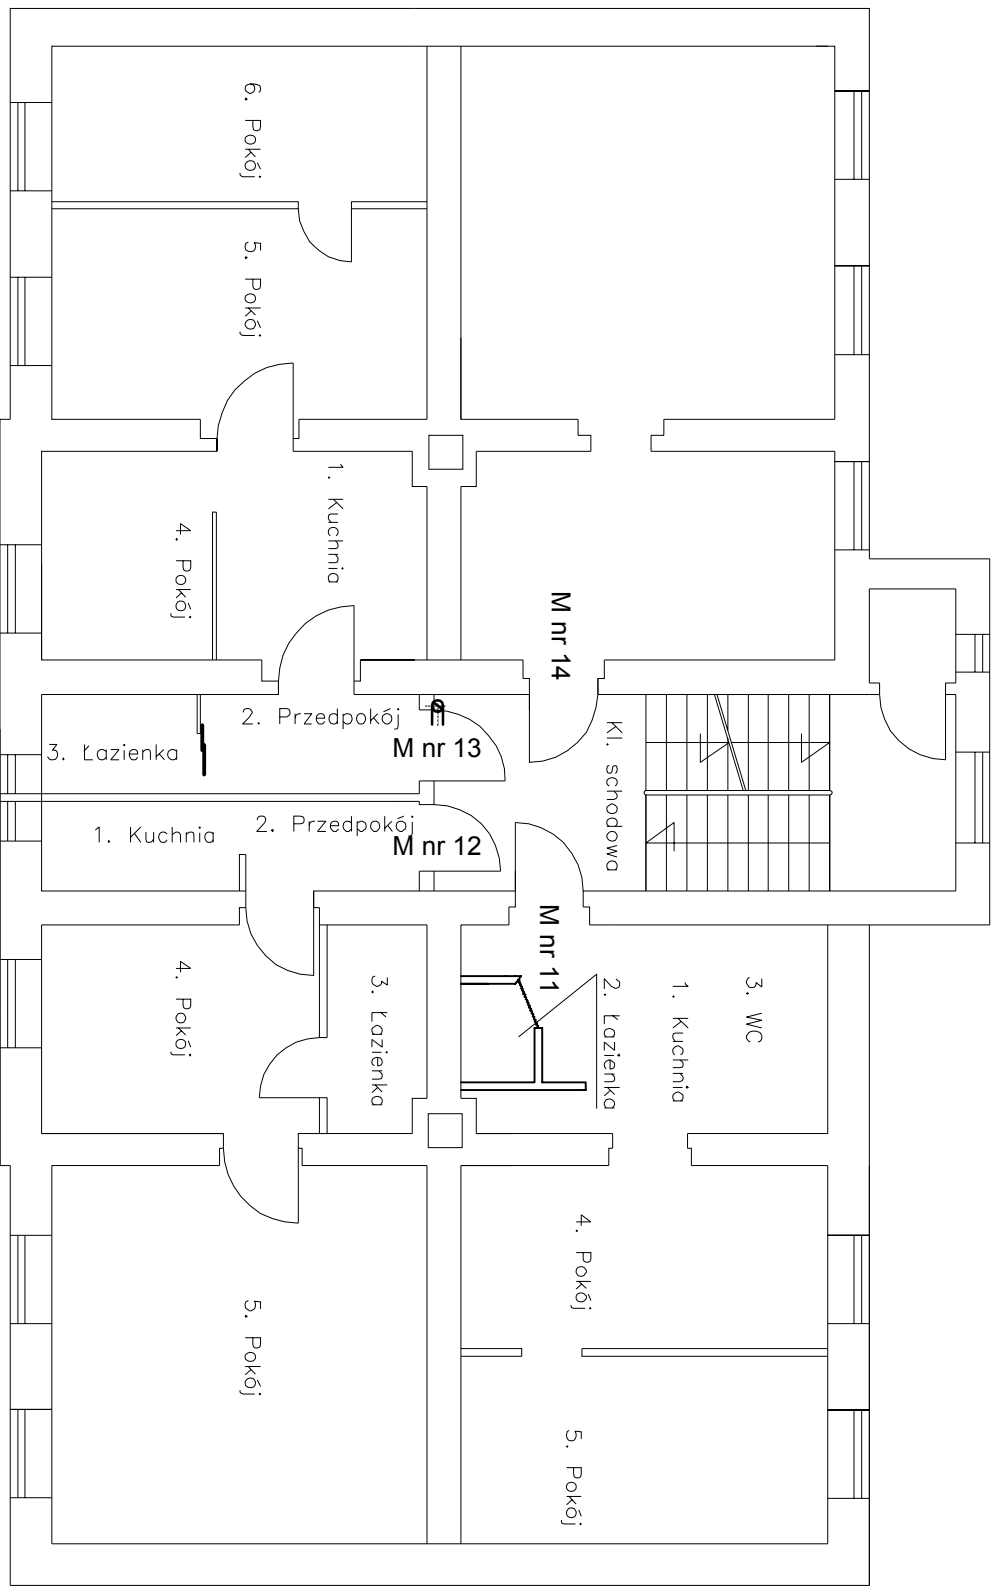 6. Pokój
5. Pokój
1. Kuchnia
4. Pokój
M nr 14
2. Przedpokój
M nr 13
3. Łazienka
Kl. schodowa
2. Przedpokój
1. Kuchnia
M nr 12
M nr 11
4. Pokój
3. Łazienka
2. Łazienka
1. Kuchnia
3. WC
4. Pokój
5. Pokój
5. Pokój